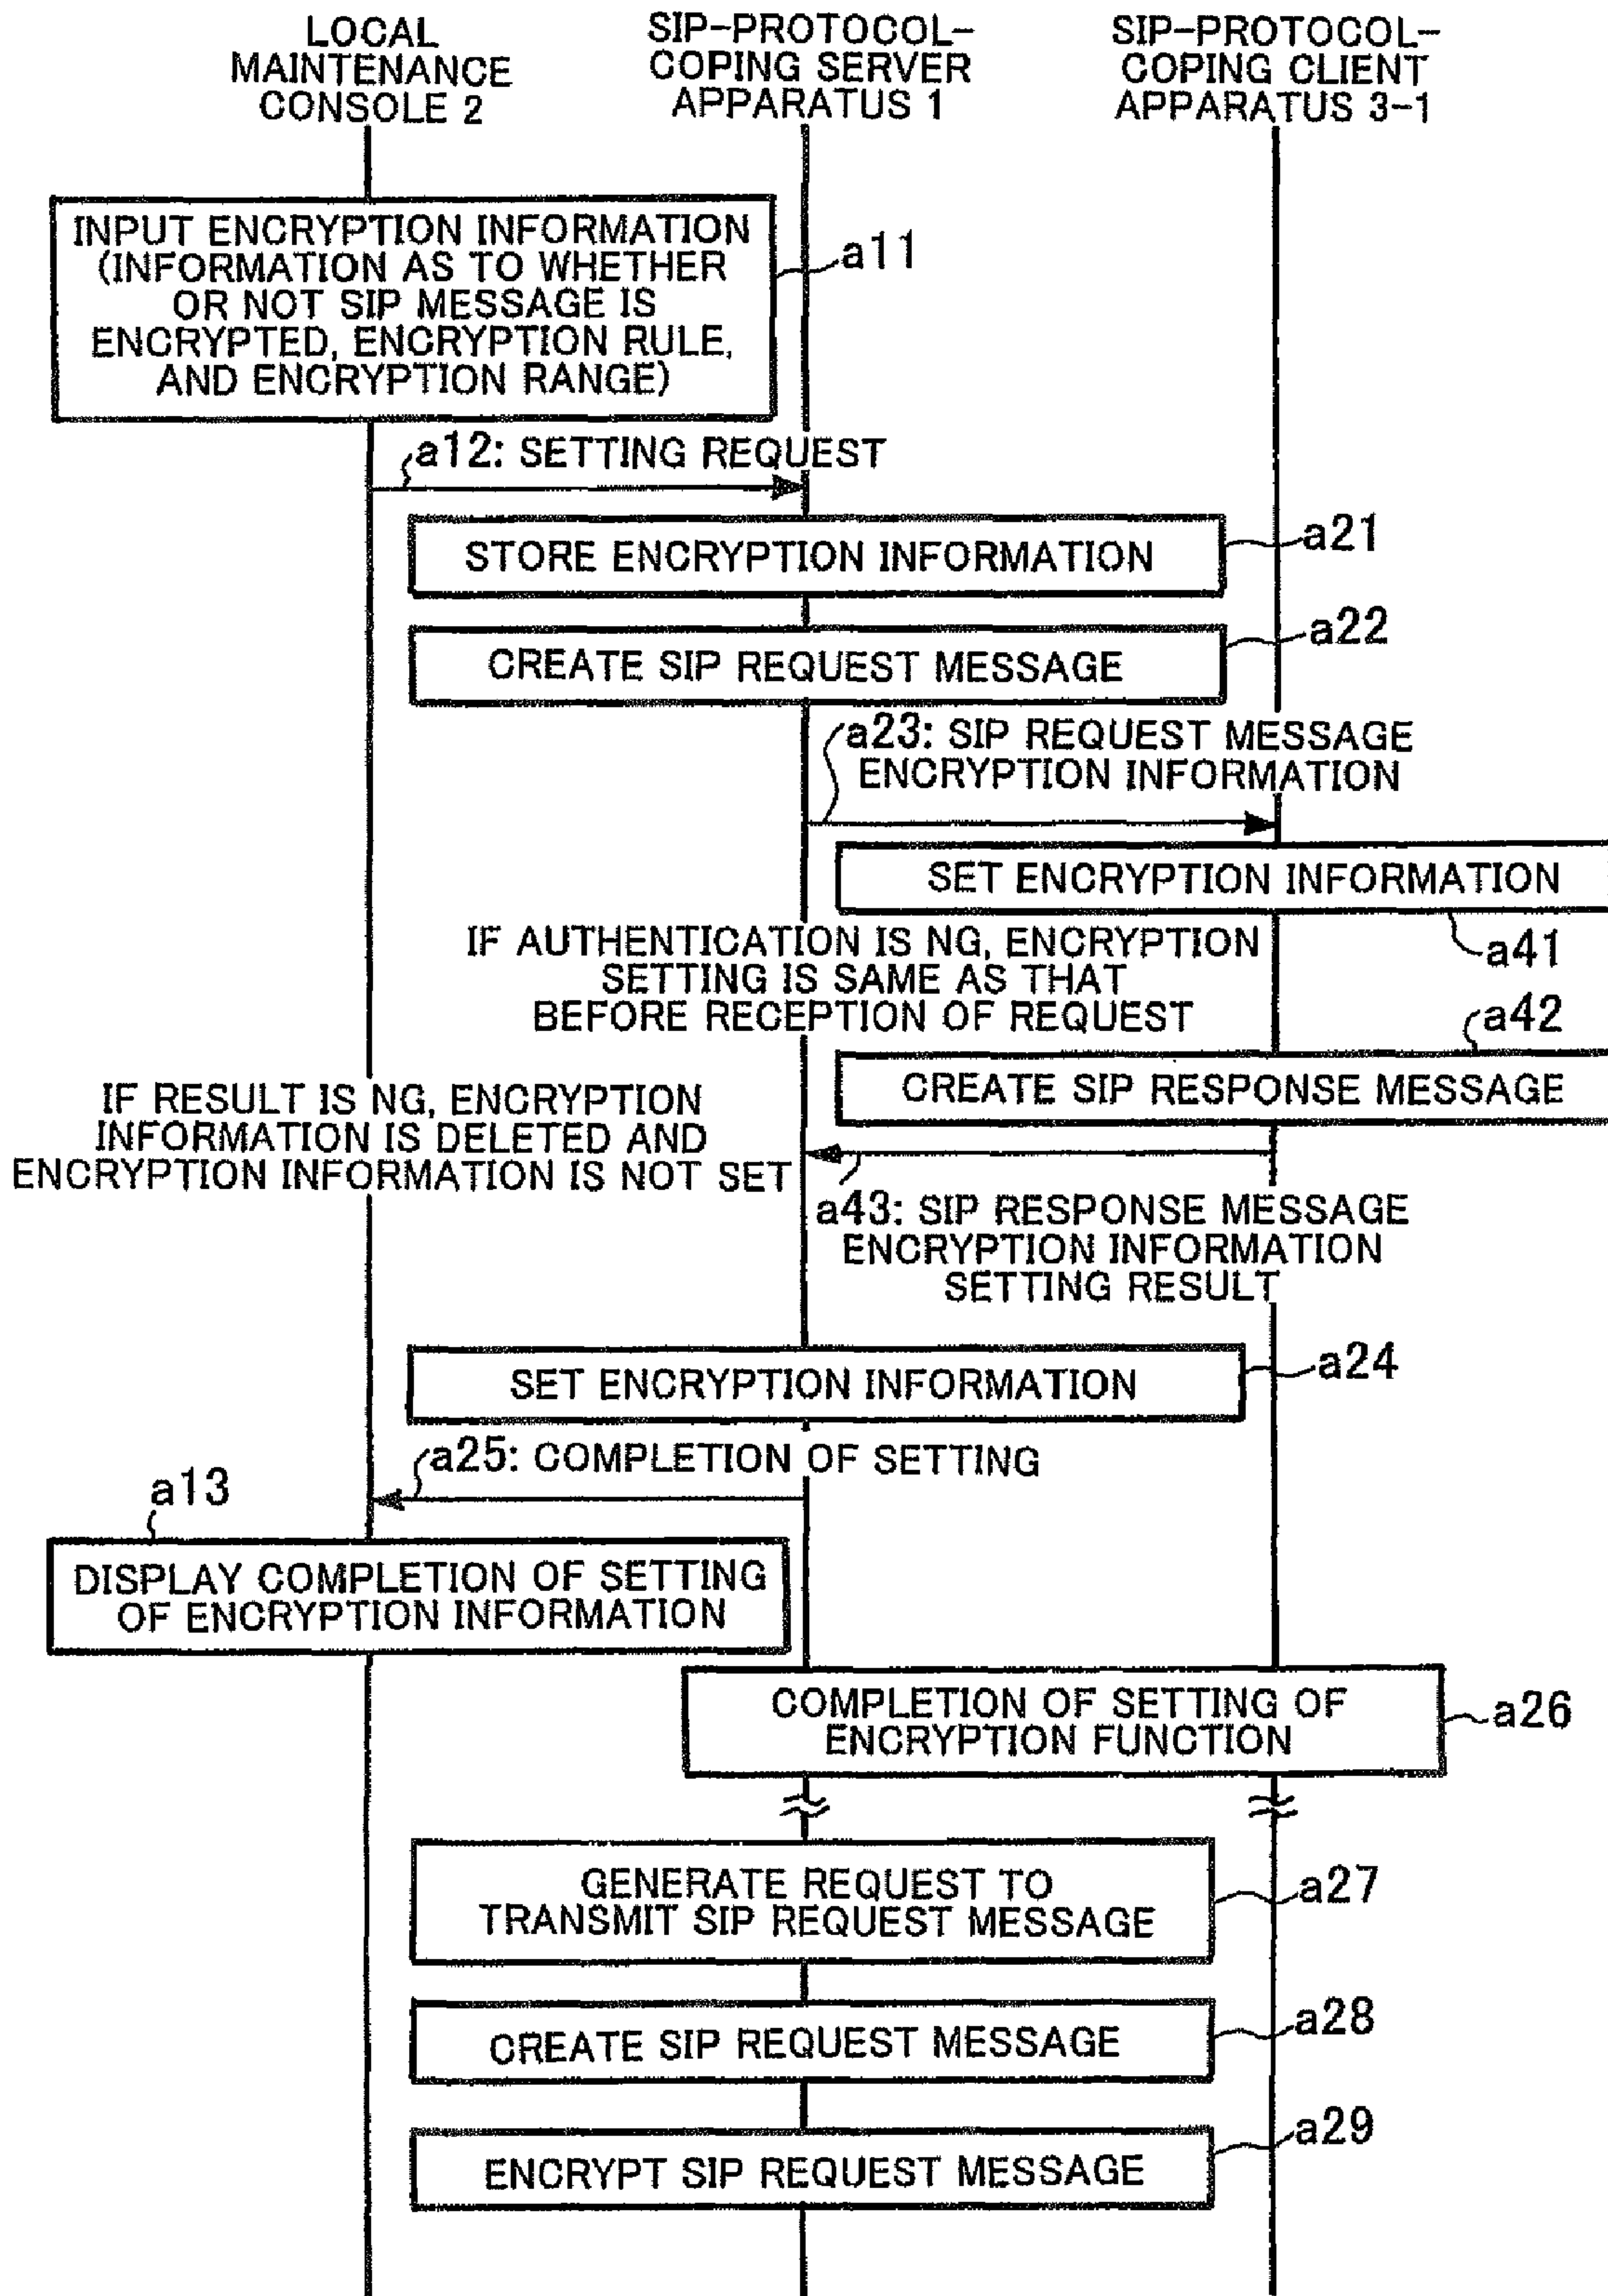 LOCAL
MAINTENANCE
CONSOLE 2
SIP-PROTOCOL-
COPING SERVER
APPARATUS 1
SIP-PROTOCOL-
COPING CLIENT
APPARATUS 3-1
INPUT ENCRYPTION INFORMATION
(INFORMATION AS TO WHETHER
OR NOT SIP MESSAGE IS
ENCRYPTED, ENCRYPTION RULE,
AND ENCRYPTION RANGE)
a11
a12: SETTING REQUEST
STORE ENCRYPTION INFORMATION
a21
CREATE SIP REQUEST MESSAGE
a22
a23: SIP REQUEST MESSAGE
ENCRYPTION INFORMATION
SET ENCRYPTION INFORMATION
a41
IF AUTHENTICATION IS NG, ENCRYPTION
SETTING IS SAME AS THAT
BEFORE RECEPTION OF REQUEST
a42
CREATE SIP RESPONSE MESSAGE
IF RESULT IS NG, ENCRYPTION
INFORMATION IS DELETED AND
ENCRYPTION INFORMATION IS NOT SET
a43: SIP RESPONSE MESSAGE
ENCRYPTION INFORMATION
SETTING RESULT
SET ENCRYPTION INFORMATION
a24
a25: COMPLETION OF SETTING
a13
DISPLAY COMPLETION OF SETTING
OF ENCRYPTION INFORMATION
COMPLETION OF SETTING OF
ENCRYPTION FUNCTION
a26
GENERATE REQUEST TO
TRANSMIT SIP REQUEST MESSAGE
a27
CREATE SIP REQUEST MESSAGE
a28
ENCRYPT SIP REQUEST MESSAGE
a29